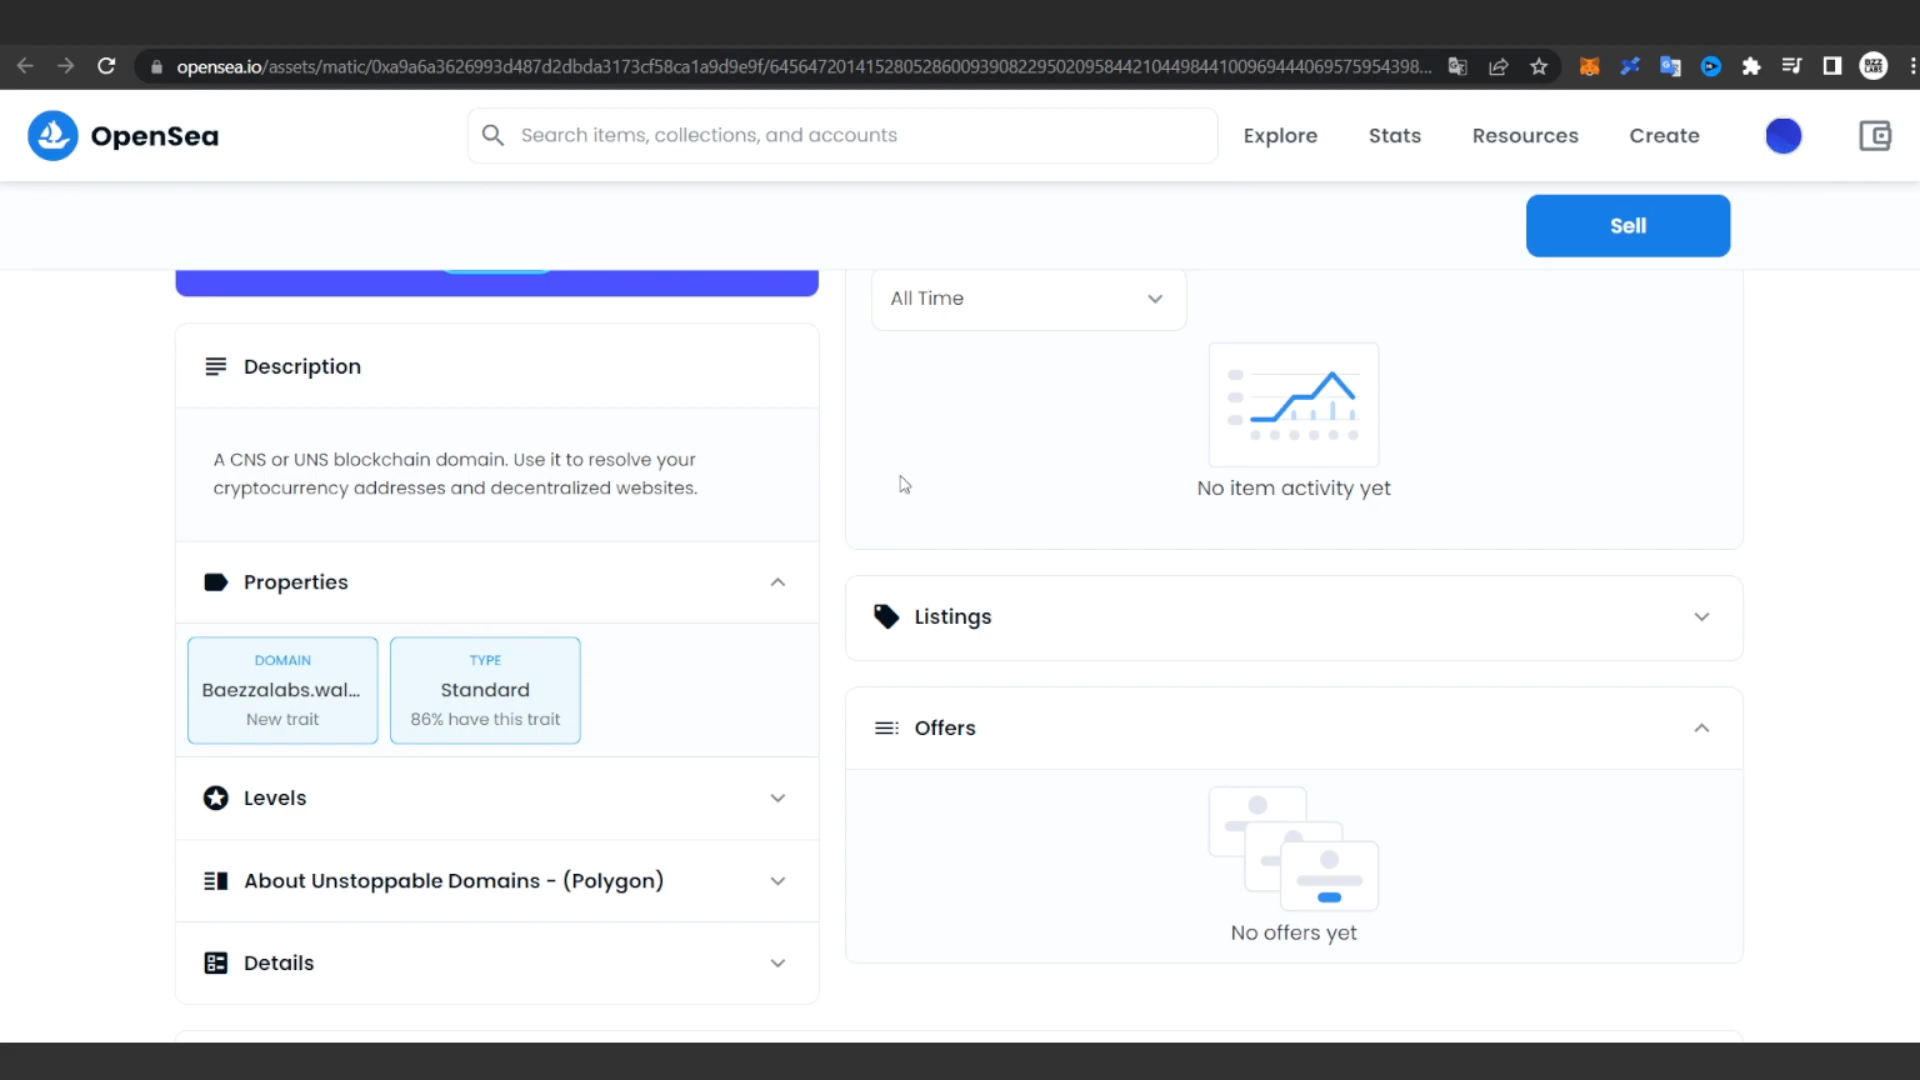 opensea.io/assets/matic/0xa9a6a3626993d487d2dbda3173cf58ca1a9d9e9f/64564720141528052860093908229502095844210449844100969444069575954398...
BZZ
LABS
OpenSea
Search items, collections, and accounts
Explore
Stats
Resources
Create
Sell
All Time
Description
A CNS or UNS blockchain domain. Use it to resolve your
cryptocurrency addresses and decentralized websites.
No item activity yet
Properties
DOMAIN
Baezzalabs.wal...
New trait
TYPE
Standard
86% have this trait
Listings
Offers
No offers yet
Levels
About Unstoppable Domains - (Polygon)
Details